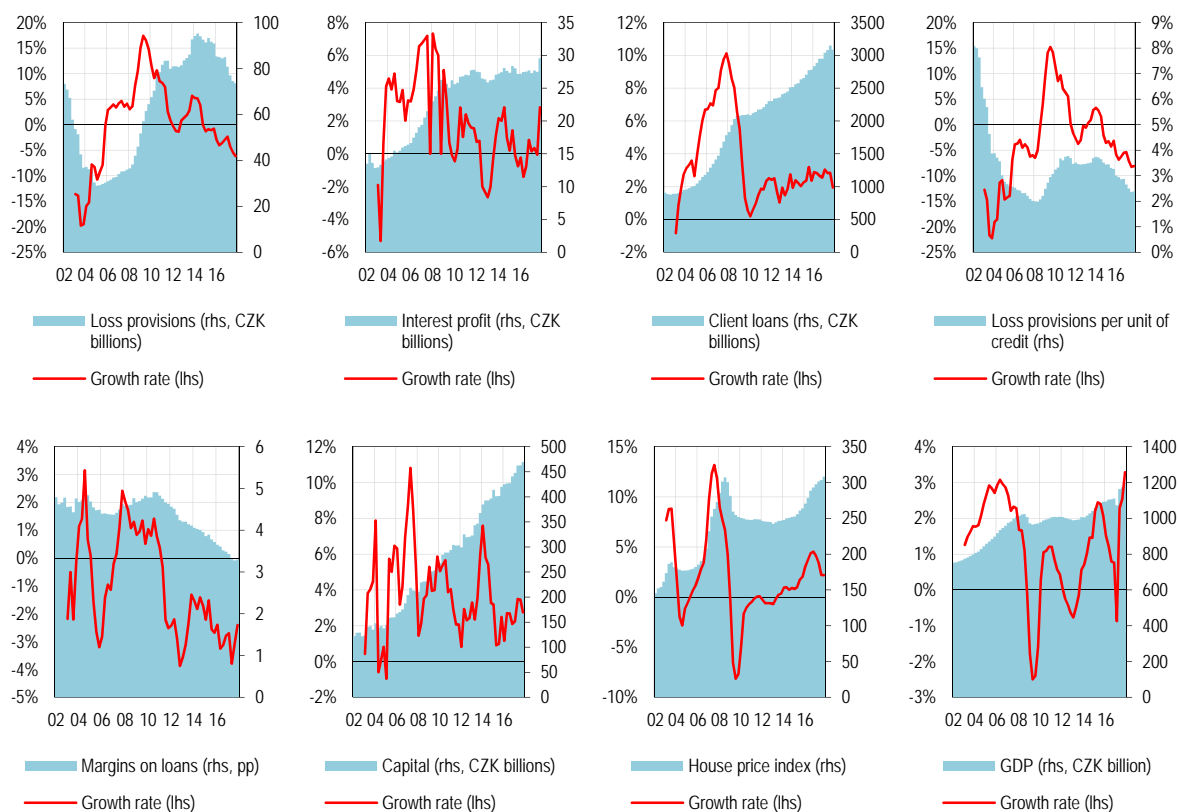 20% 100 8% 35 12% 3500 20% 9%
15% 80 6% 30 10% 3000 15% 8%
10% 60 4% 25 8% 2500 10% 7%
5% 40 2% 20 6% 2000 5% 6%
0% 20 0% 15 4% 1500 0% 5%
-5% 0 -2% 10 2% 1000 -5% 4%
-10% -4% 5 0% 500 -10% 3%
-15% -6% 0 -2% 0 -15% 2%
-20% -20% 1%
-25% -25% 0%
02 04 06 08 10 12 14 16 02 04 06 08 10 12 14 16 02 04 06 08 10 12 14 16 02 04 06 08 10 12 14 16
Loss provisions (rhs, CZK Interest profit (rhs, CZK Client loans (rhs, CZK Loss provisions per unit of
billions) billions) billions) credit (rhs)
Growth rate (lhs) Growth rate (lhs) Growth rate (lhs) Growth rate (lhs)
4% 6 12% 500 15% 350 4% 1400
3% 5 10% 450 10% 300 3% 1200
2% 4 8% 400 5% 250 2% 1000
1% 3 6% 350 0% 200 1% 800
0% 2 4% 300 -5% 150 0% 600
-1% 1 2% 250 -10% 100 -1% 400
-2% 0 0% 200 50 -2% 200
-3% -2% 150 0 -3% 0
-4% 100
-5% 50
0
02 04 06 08 10 12 14 16 02 04 06 08 10 12 14 16 02 04 06 08 10 12 14 16 02 04 06 08 10 12 14 16
Margins on loans (rhs, pp) Capital (rhs, CZK billions) House price index (rhs) GDP (rhs, CZK billion)
Growth rate (lhs) Growth rate (lhs) Growth rate (lhs) Growth rate (lhs)